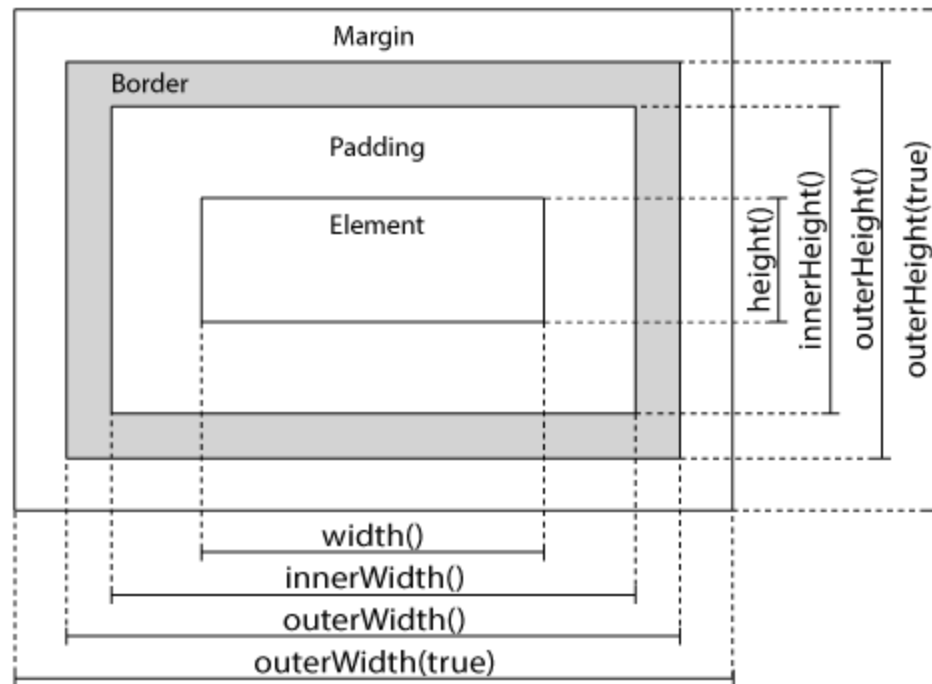 Margin
Border
Padding
Element
height()
innerHeight()
outerHeight()
outerHeight(true)
width()
innerWidth()
outerWidth()
outerWidth(true)